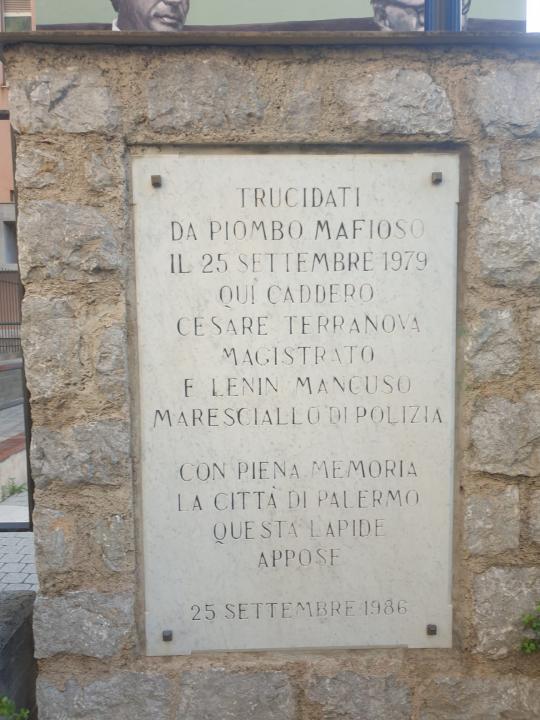 TRUCIDATI
DA PIOMBO MAFIOSO
IL 25 SETTEMBRE 1979
QUI CADDERO
CESARE TERRANOVA
MAGISTRATO
E LENIN MANCUSO
MARESCIALLO DI POLIZIA
CON PIENA MEMORIA
LA CITTÀ DI PALERMO
QUESTA LAPIDE
APPOSE
25 SETTEMBRE 1986